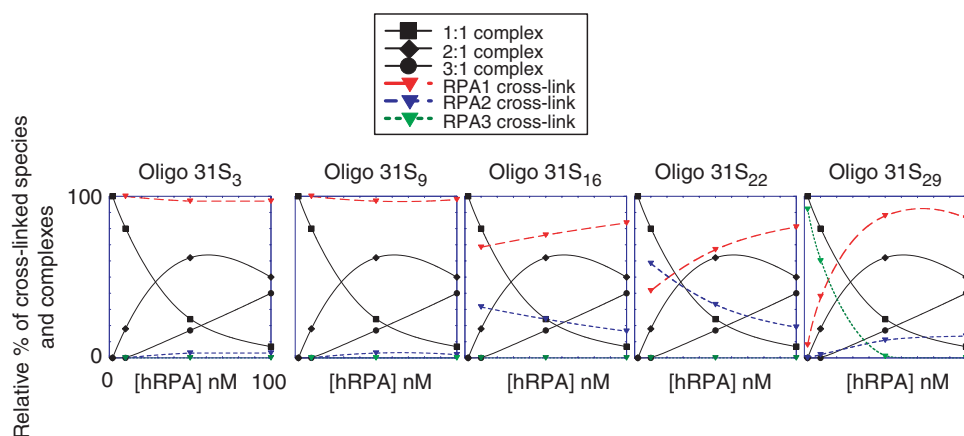 1:1 complex
2:1 complex
3:1 complex
RPA1 cross-link
RPA2 cross-link
RPA3 cross-link
Relative % of cross-linked species
and complexes
Oligo 31S3
Oligo 31S9
Oligo 31S16
Oligo 31S22
Oligo 31S29
100
0
0 [hRPA] nM 100
[hRPA] nM
[hRPA] nM
[hRPA] nM
[hRPA] nM